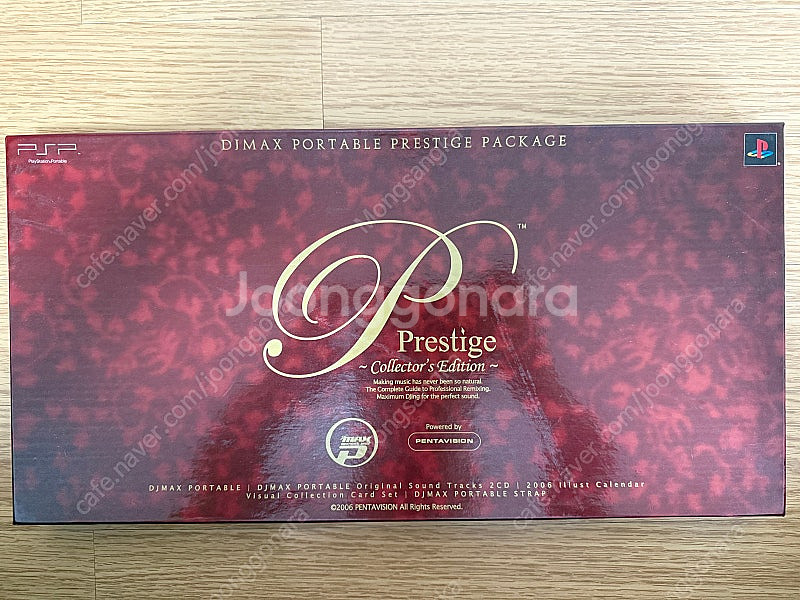 PSP
PlayStation®Portable
DJMAX PORTABLE PRESTIGE PACKAGE
P
TM
Prestige
~ Collector's Edition ~
Making music has never been so natural.
The Complete Guide to Professional Remixing.
Maximum DJing for the perfect sound.
Powered by
PENTAVISION
DJMAX PORTABLE | DJMAX PORTABLE Original Sound Tracks 2CD | 2006 Illust Calendar
Visual Collection Card Set | DJMAX PORTABLE STRAP
©2006 PENTAVISION All Rights Reserved.
Joonggonara
cafe.naver.com/joonggonara
Mongsang